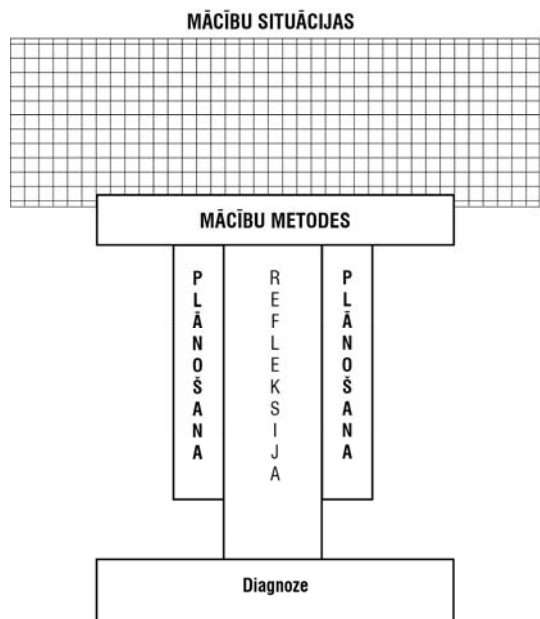 MĀCĪBU SITUĀCIJAS
MĀCĪBU METODES
PLĀNOŠANA
REFLEKSIJA
PLĀNOŠANA
Diagnoze